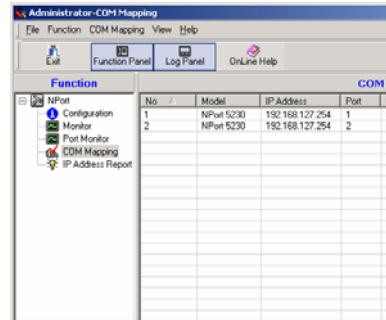 Administrator-COM Mapping
File Function COM Mapping View Help
Exit Function Panel Log Panel OnLine Help
Function COM
NPort
Configuration
Monitor
Port Monitor
COM Mapping
IP Address Report
No Model IP Address Port
1 NPort 5230 192.168.127.254 1
2 NPort 5230 192.168.127.254 2